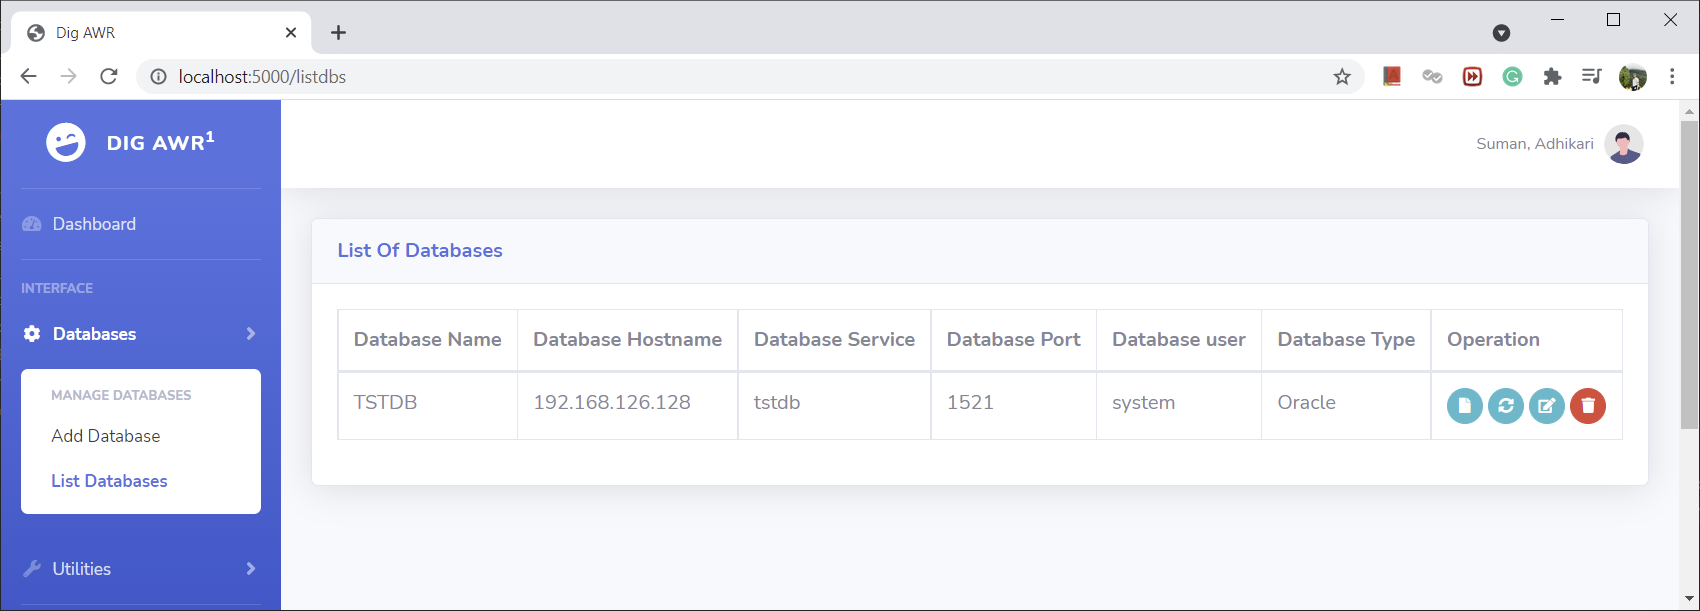 Dig AWR
localhost:5000/listdbs
DIG AWR1
Suman, Adhikari
Dashboard
INTERFACE
Databases
MANAGE DATABASES
Add Database
List Databases
Utilities
List Of Databases
Database Name Database Hostname Database Service Database Port Database user Database Type Operation
TSTDB 192.168.126.128 tstdb 1521 system Oracle